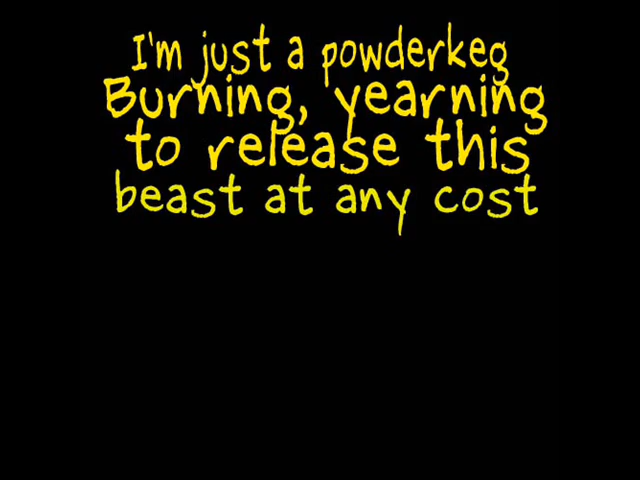 I'm just a powderkeg
Burning, yearning
to release this
beast at any cost